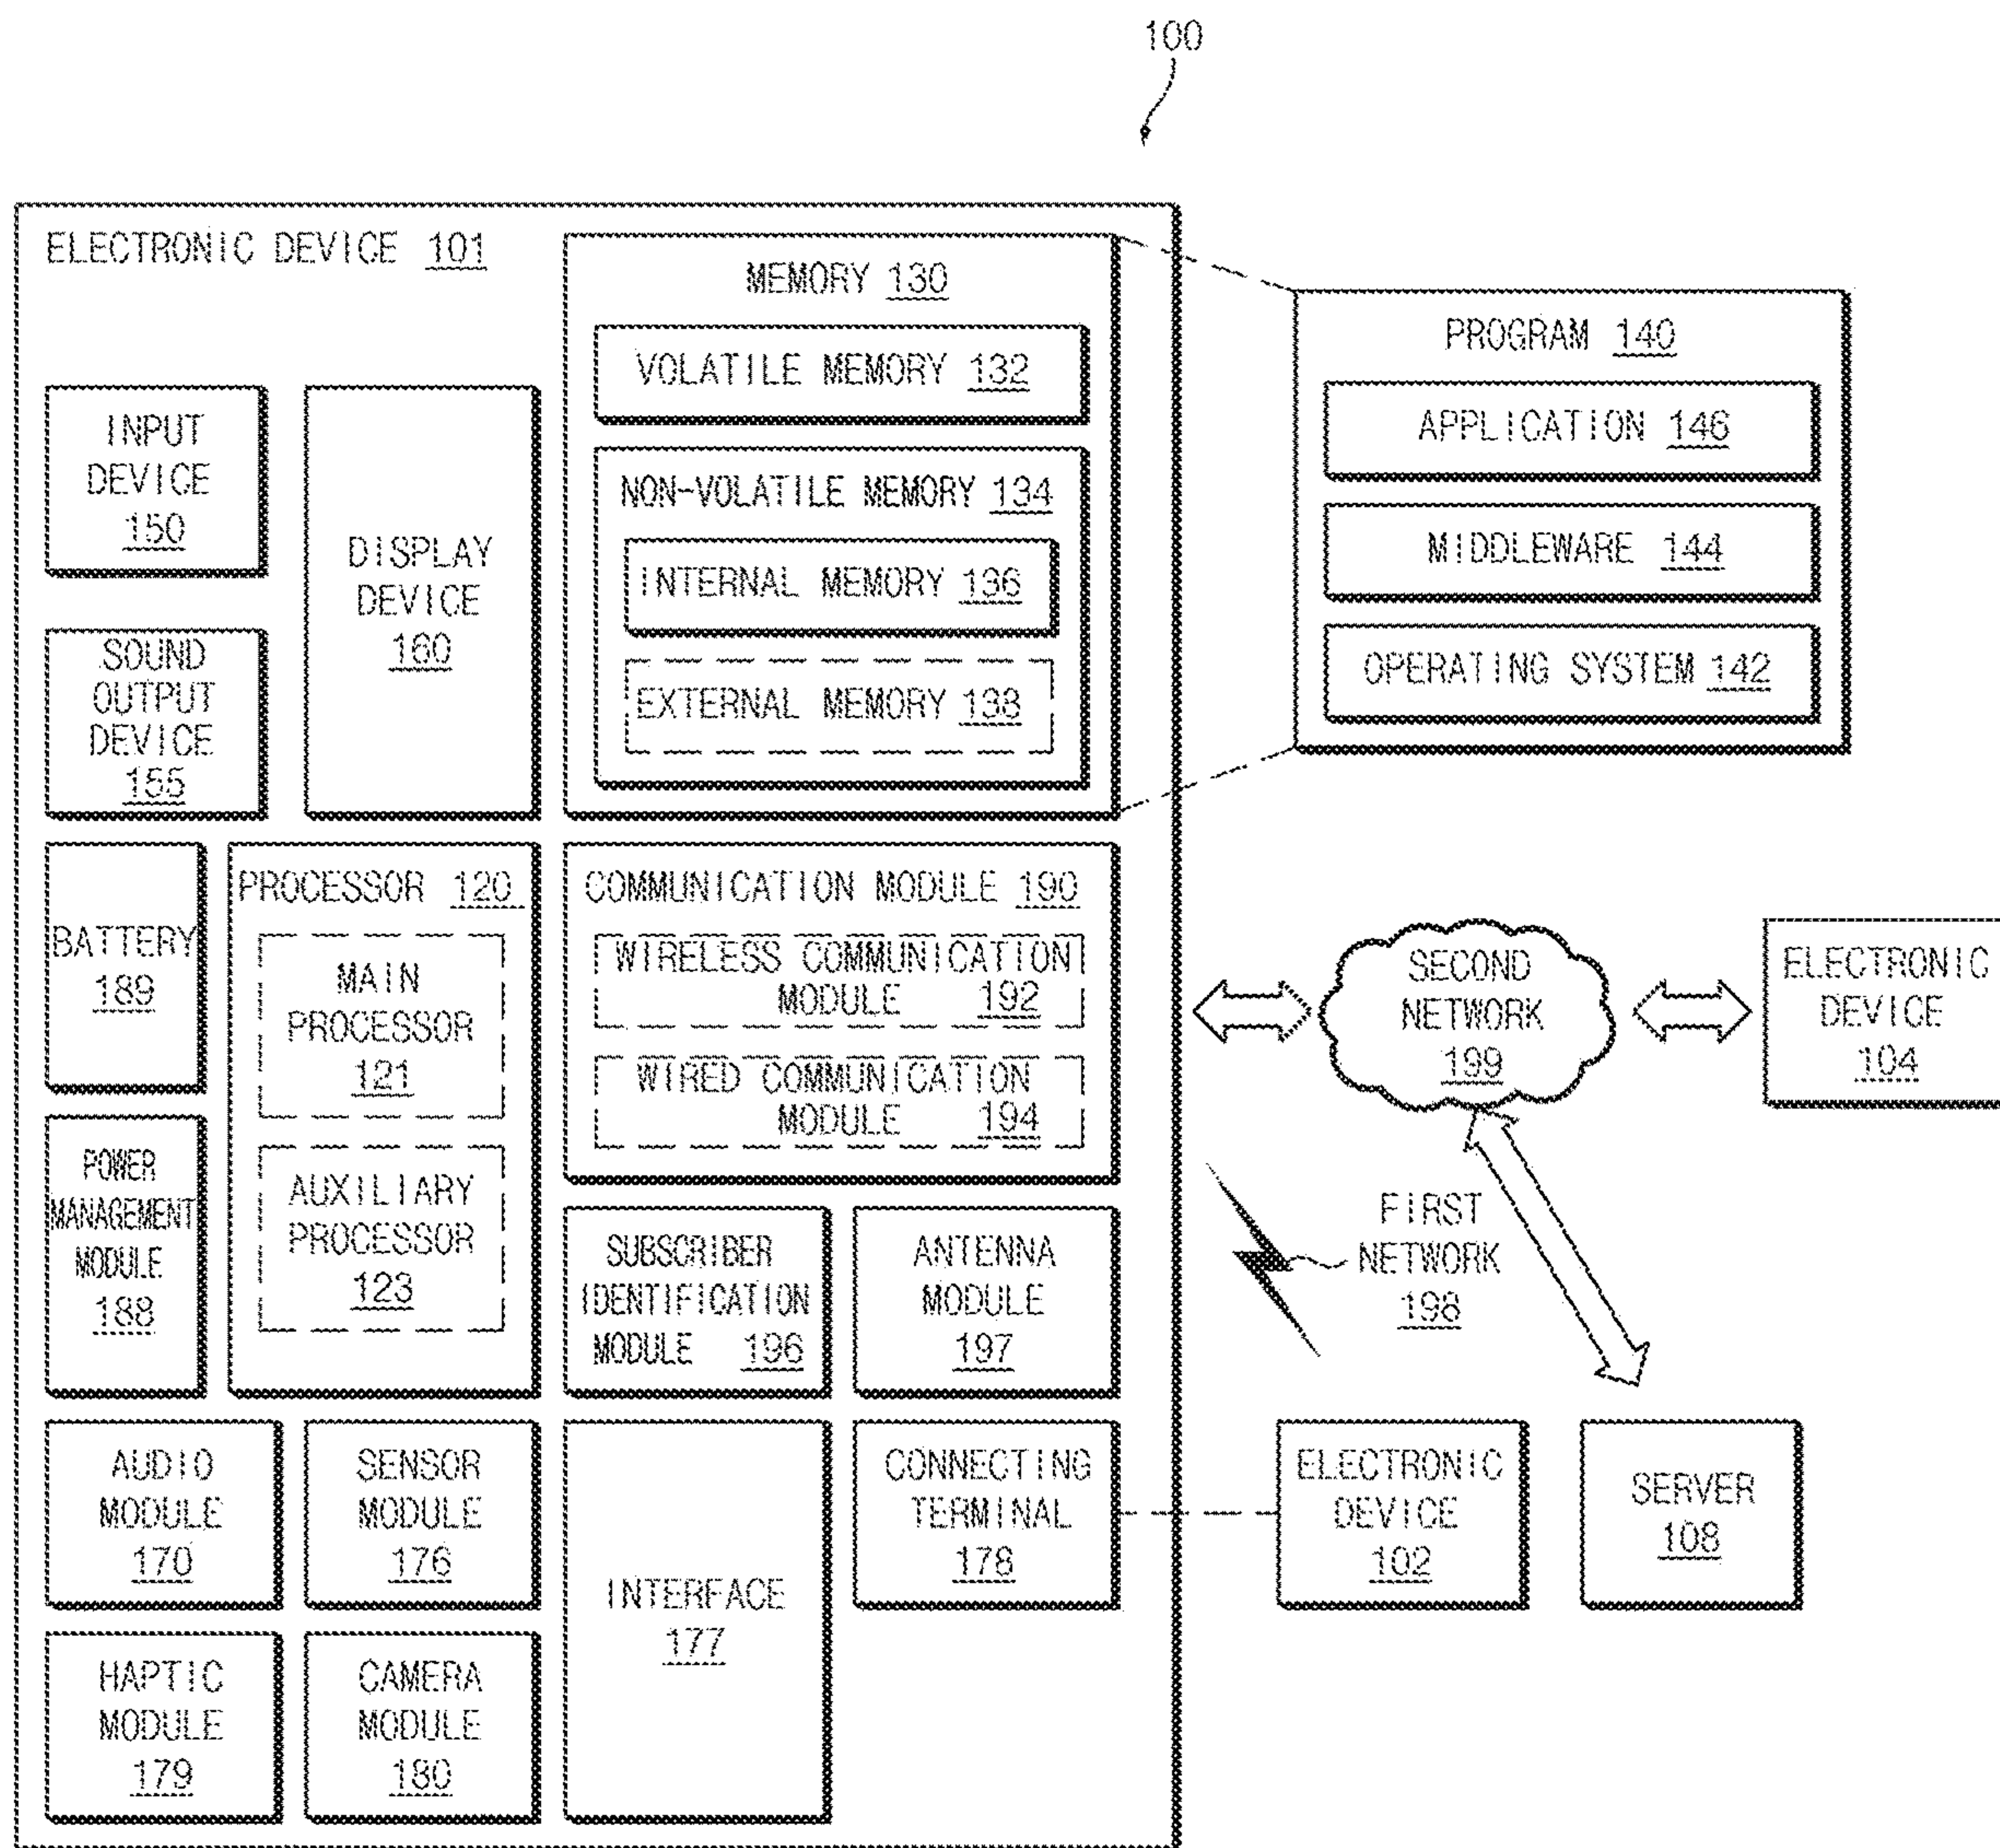 100
ELECTRONIC DEVICE 101
MEMORY 130
VOLATILE MEMORY 132
NON-VOLATILE MEMORY 134
INTERNAL MEMORY 136
EXTERNAL MEMORY 138
PROGRAM 140
APPLICATION 146
MIDDLEWARE 144
OPERATING SYSTEM 142
INPUT
DEVICE
150
SOUND
OUTPUT
DEVICE
155
DISPLAY
DEVICE
160
BATTERY
189
POWER
MANAGEMENT
MODULE
188
PROCESSOR 120
MAIN
PROCESSOR
121
AUXILIARY
PROCESSOR
123
COMMUNICATION MODULE 190
WIRELESS COMMUNICATION
MODULE 192
WIRED COMMUNICATION
MODULE 194
SUBSCRIBER
IDENTIFICATION
MODULE 196
ANTENNA
MODULE
197
SECOND
NETWORK
199
ELECTRONIC
DEVICE
104
FIRST
NETWORK
198
AUDIO
MODULE
170
SENSOR
MODULE
176
INTERFACE
177
CONNECTING
TERMINAL
178
ELECTRONIC
DEVICE
102
SERVER
108
HAPTIC
MODULE
179
CAMERA
MODULE
180